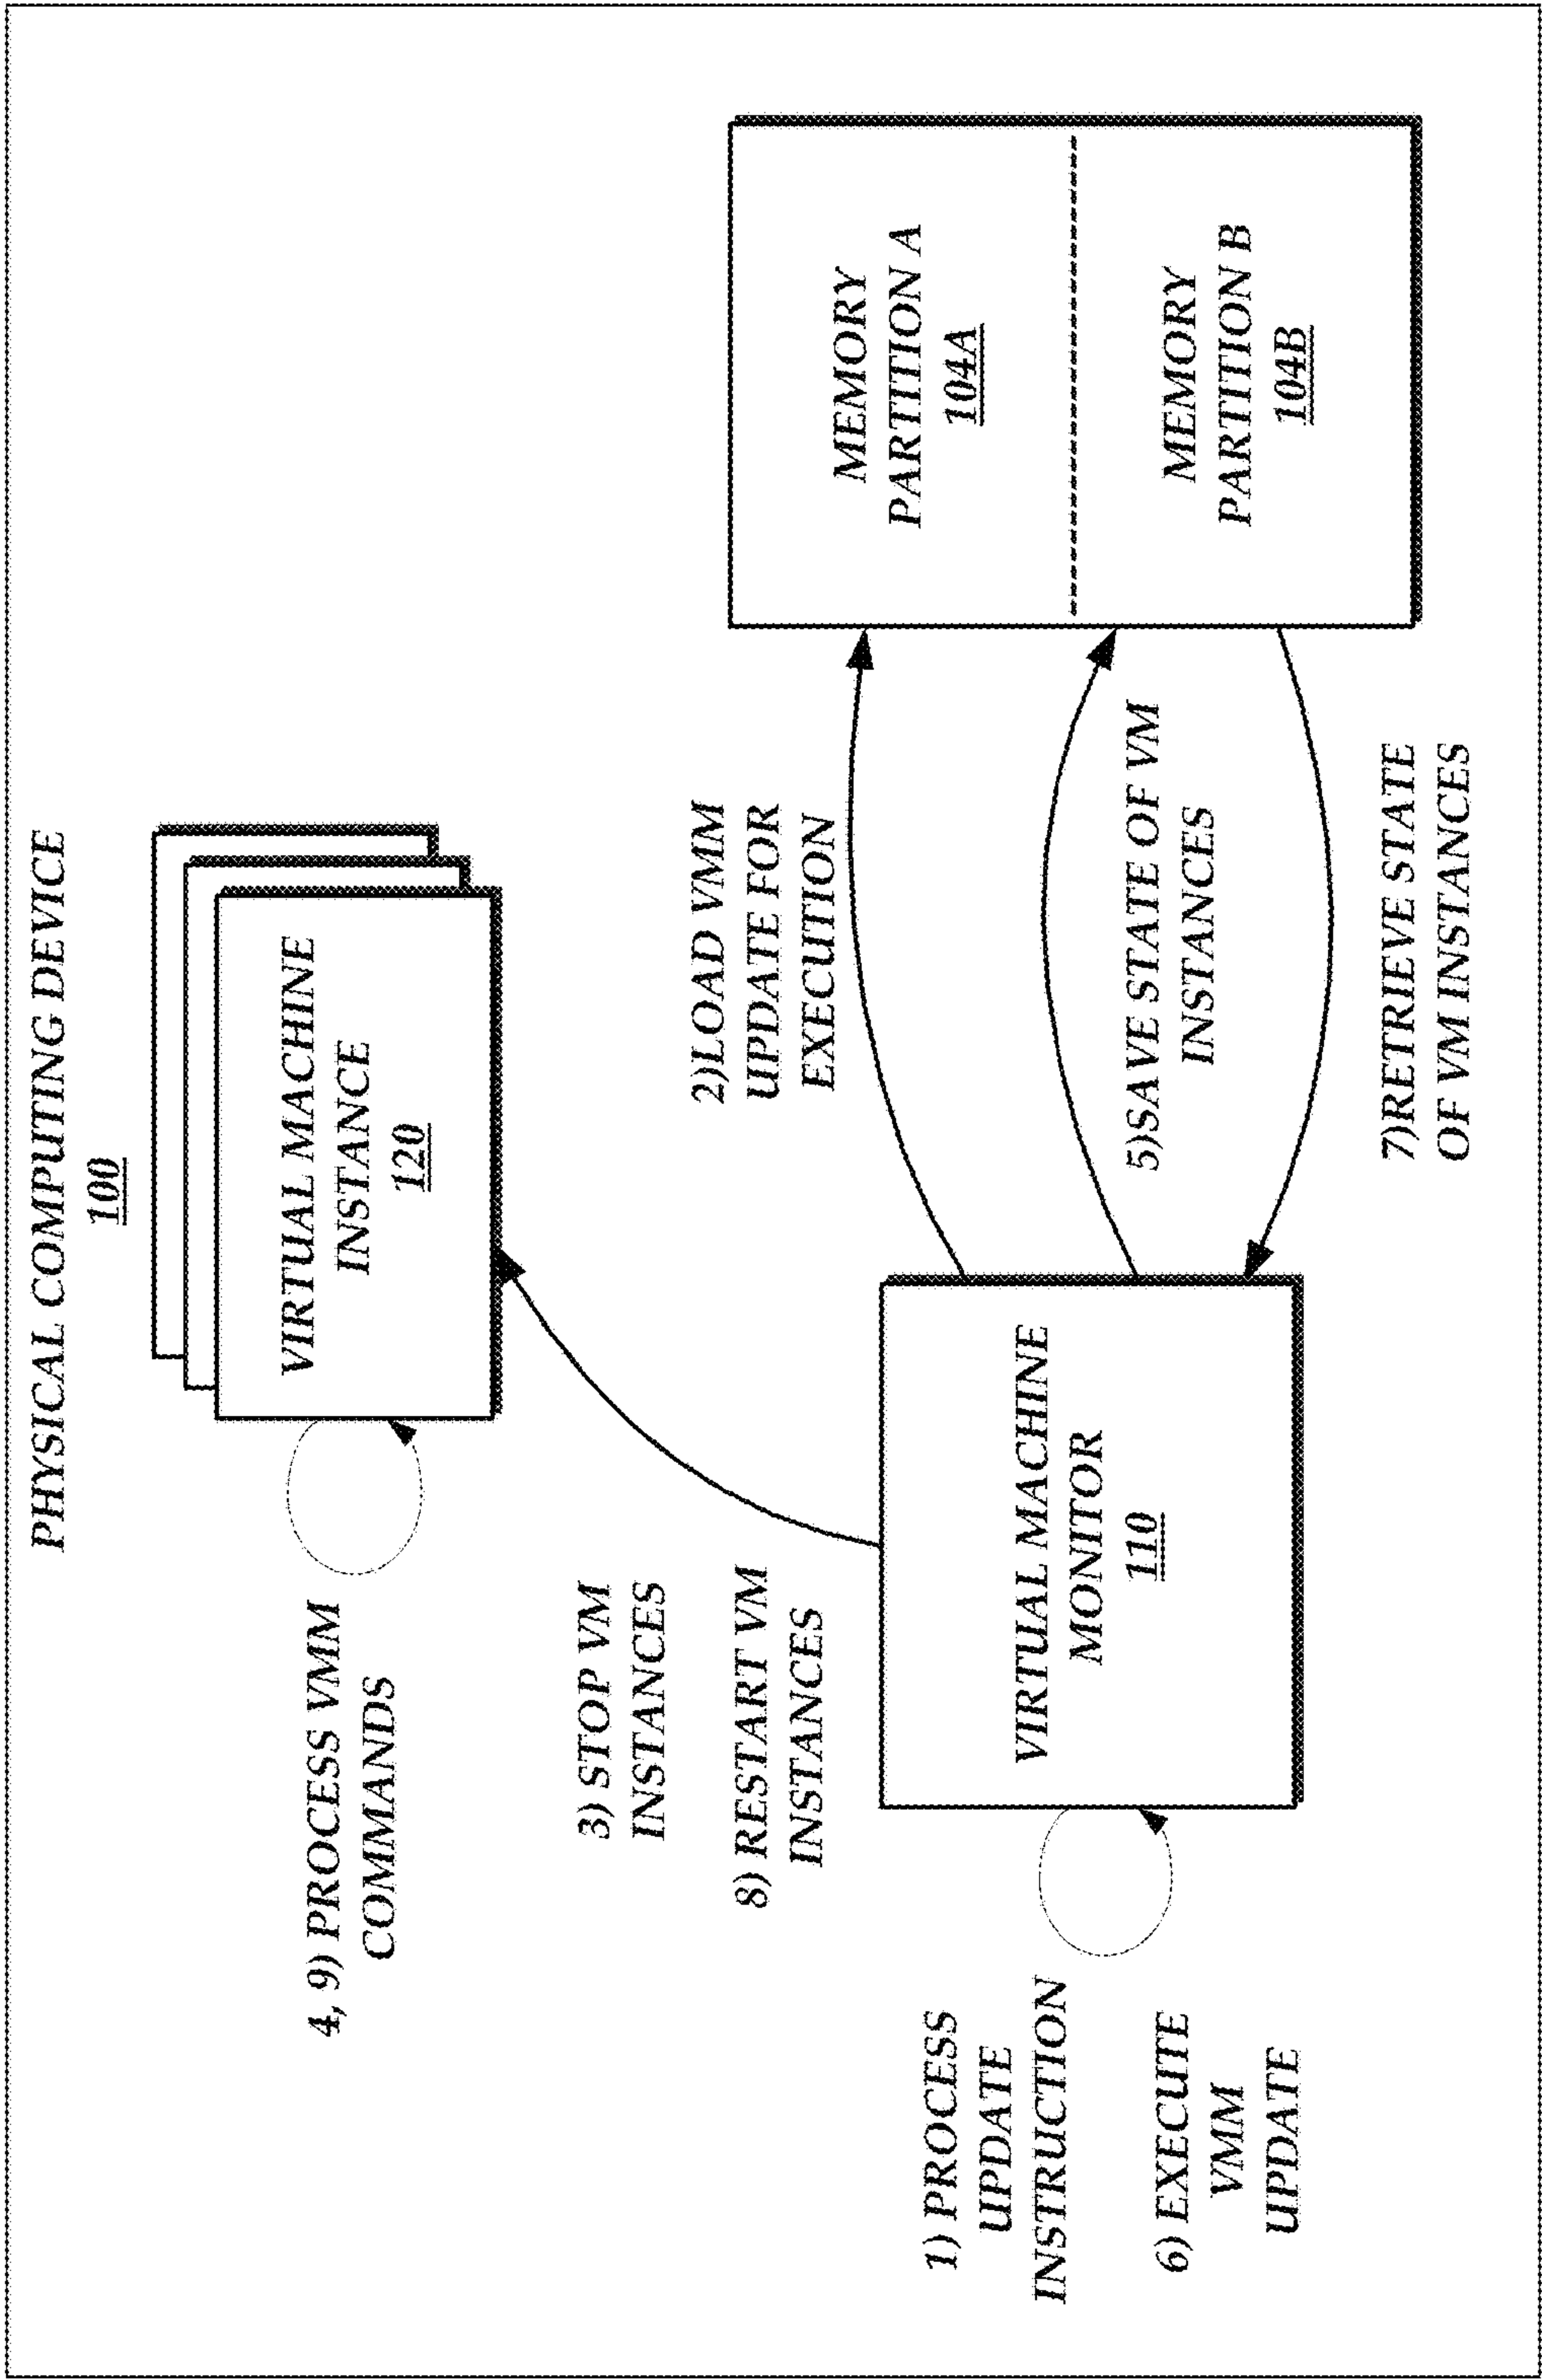 PHYSICAL COMPUTING DEVICE
100
4, 9) PROCESS VMM
COMMANDS
VIRTUAL MACHINE
INSTANCE
120
3) STOP VM
INSTANCES
8) RESTART VM
INSTANCES
2)LOAD VMM
UPDATE FOR
EXECUTION
MEMORY
PARTITION A
104A
1) PROCESS
UPDATE
INSTRUCTION
6) EXECUTE
VMM
UPDATE
VIRTUAL MACHINE
MONITOR
110
5)SAVE STATE OF VM
INSTANCES
MEMORY
PARTITION B
104B
7)RETRIEVE STATE
OF VM INSTANCES